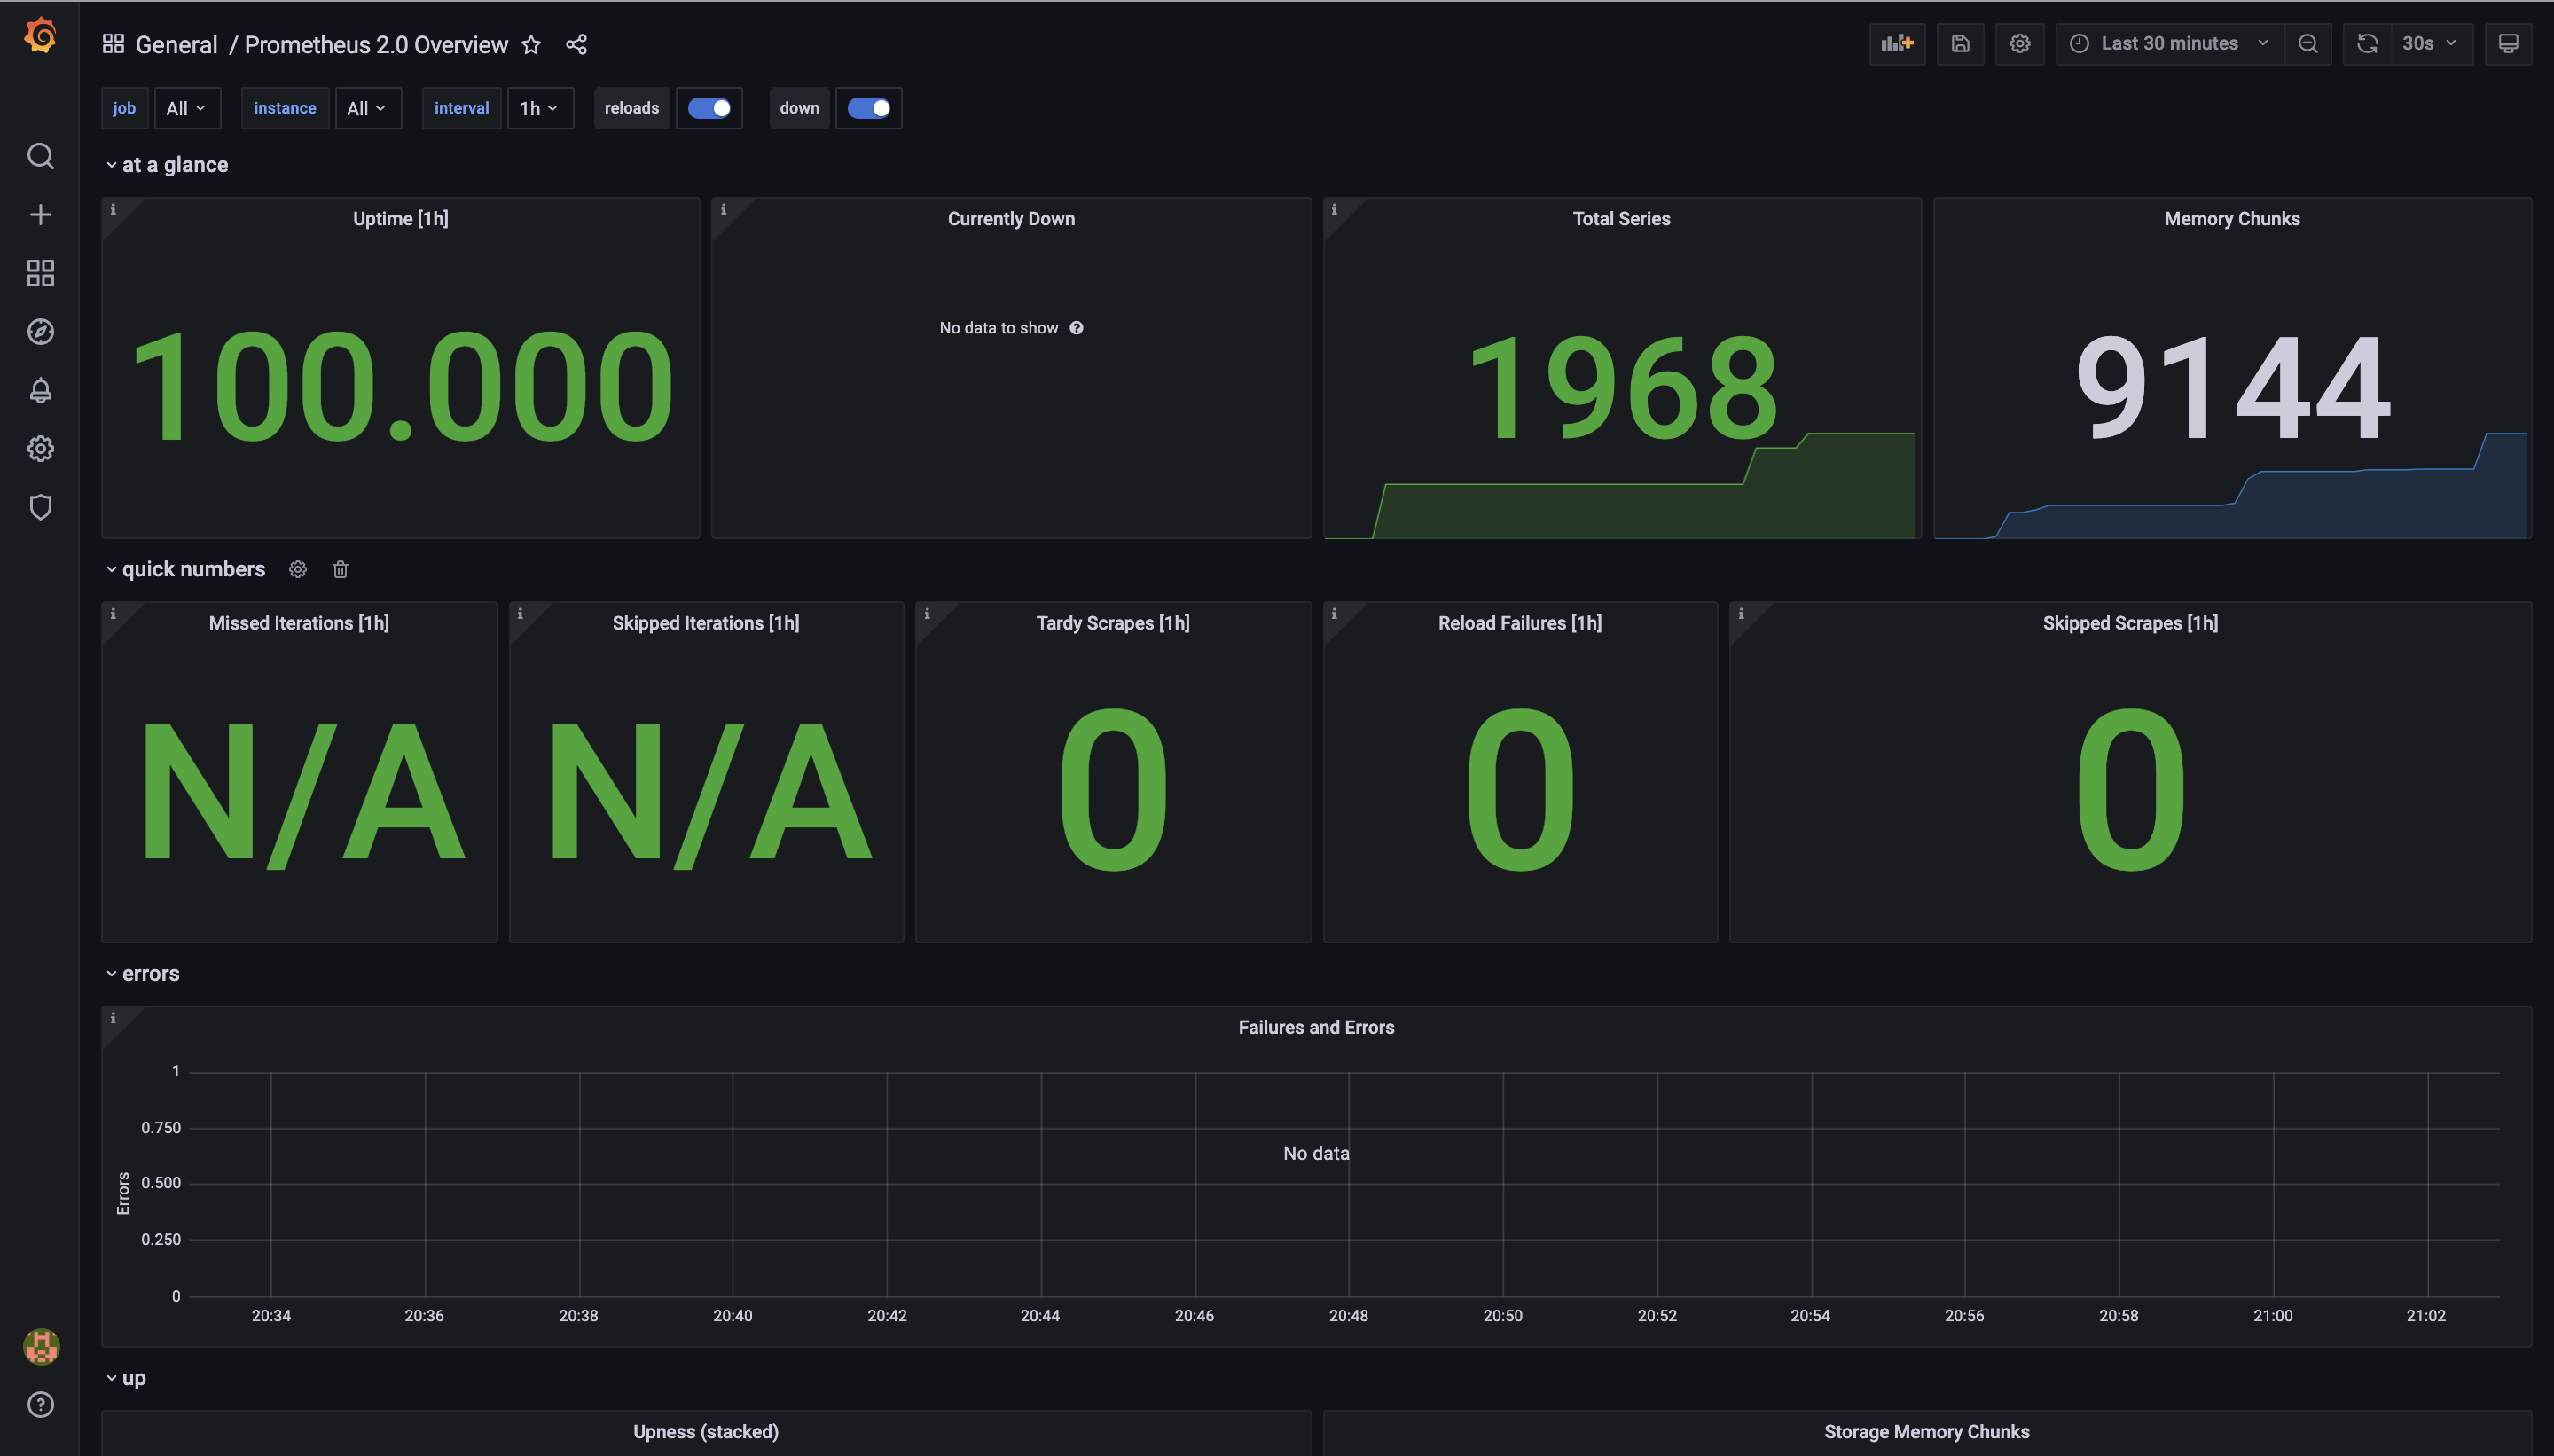 General / Prometheus 2.0 Overview
Last 30 minutes
30s
job All instance All interval 1h reloads down
at a glance
Uptime [1h]
100.000
Currently Down
No data to show
Total Series
1968
Memory Chunks
9144
quick numbers
Missed Iterations [1h]
N/A
Skipped Iterations [1h]
N/A
Tardy Scrapes [1h]
0
Reload Failures [1h]
0
Skipped Scrapes [1h]
0
errors
Failures and Errors
Errors
1
0.750
0.500
0.250
0
No data
20:34 20:36 20:38 20:40 20:42 20:44 20:46 20:48 20:50 20:52 20:54 20:56 20:58 21:00 21:02
up
Upness (stacked)
Storage Memory Chunks